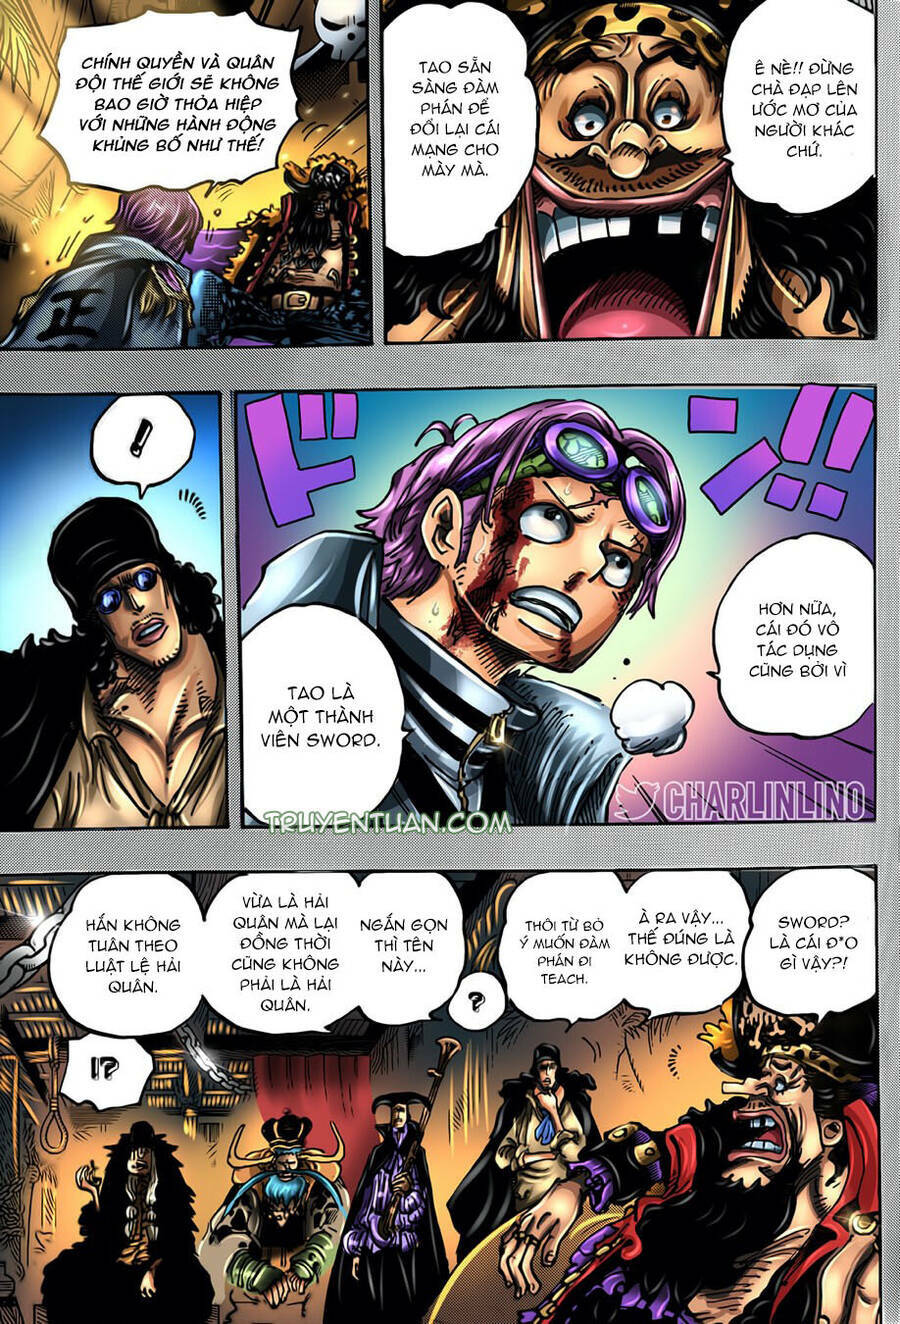 Ê NÈ!! ĐỪNG
CHÀ ĐẠP LÊN
ƯỚC MƠ CỦA
NGƯỜI KHÁC
CHỨ.
TAO SẴN
SÀNG ĐÀM
PHÁN ĐỂ
ĐỔI LẠI CÁI
MẠNG CHO
MÀY MÀ.
CHÍNH QUYỀN VÀ QUÂN
ĐỘI THẾ GIỚI SẼ KHÔNG
BAO GIỜ THỎA HIỆP
VỚI NHỮNG HÀNH ĐỘNG
KHỦNG BỐ NHƯ THẾ!
正
ドン!!
HƠN NỮA,
CÁI ĐÓ VÔ
TÁC DỤNG
CŨNG BỞI VÌ
TAO LÀ
MỘT THÀNH
VIÊN SWORD.
!
CHARLINLINO
TRUYENTUAN.COM
SWORD?
LÀ CÁI Đ*O
GÌ VẬY?!
À RA VẬY...
THẾ ĐÚNG LÀ
KHÔNG ĐƯỢC.
THÔI TỪ BỎ
Ý MUỐN ĐÀM
PHÁN ĐI
TEACH.
?
NGẮN GỌN
THÌ TÊN
NÀY...
VỪA LÀ HẢI
QUÂN MÀ LẠI
ĐỒNG THỜI
CŨNG KHÔNG
PHẢI LÀ HẢI
QUÂN.
HẮN KHÔNG
TUÂN THEO
LUẬT LỆ HẢI
QUÂN.
!?